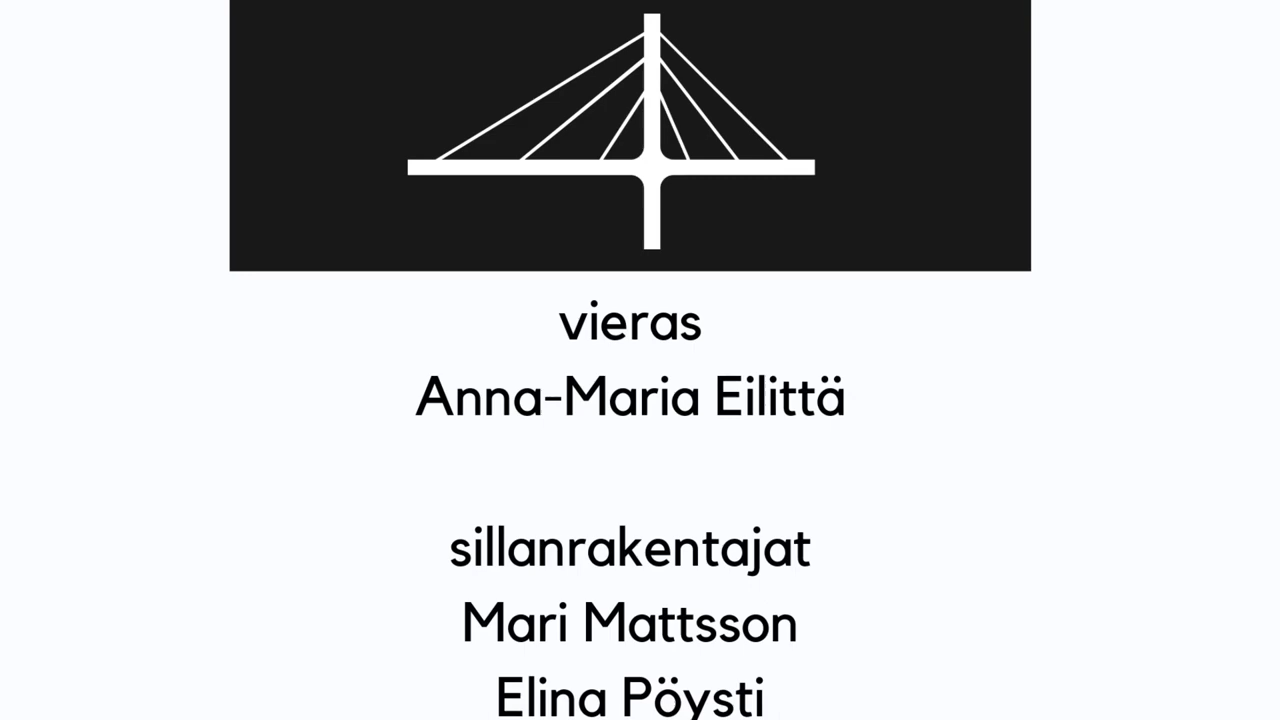 vieras
Anna-Maria Eilittä
sillanrakentajat
Mari Mattsson
Elina Pöysti